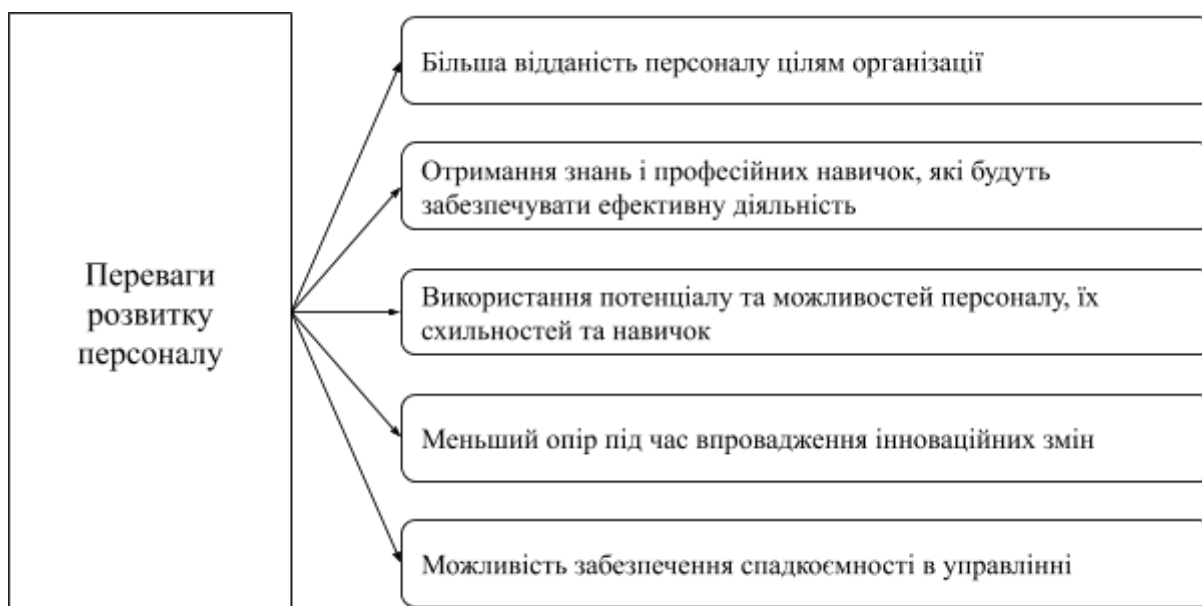 Переваги
розвитку
персоналу
Більша відданість персоналу цілям організації
Отримання знань і професійних навичок, які будуть
забезпечувати ефективну діяльність
Використання потенціалу та можливостей персоналу, їх
схильностей та навичок
Меньший опір під час впровадження інноваційних змін
Можливість забезпечення спадкоємності в управлінні